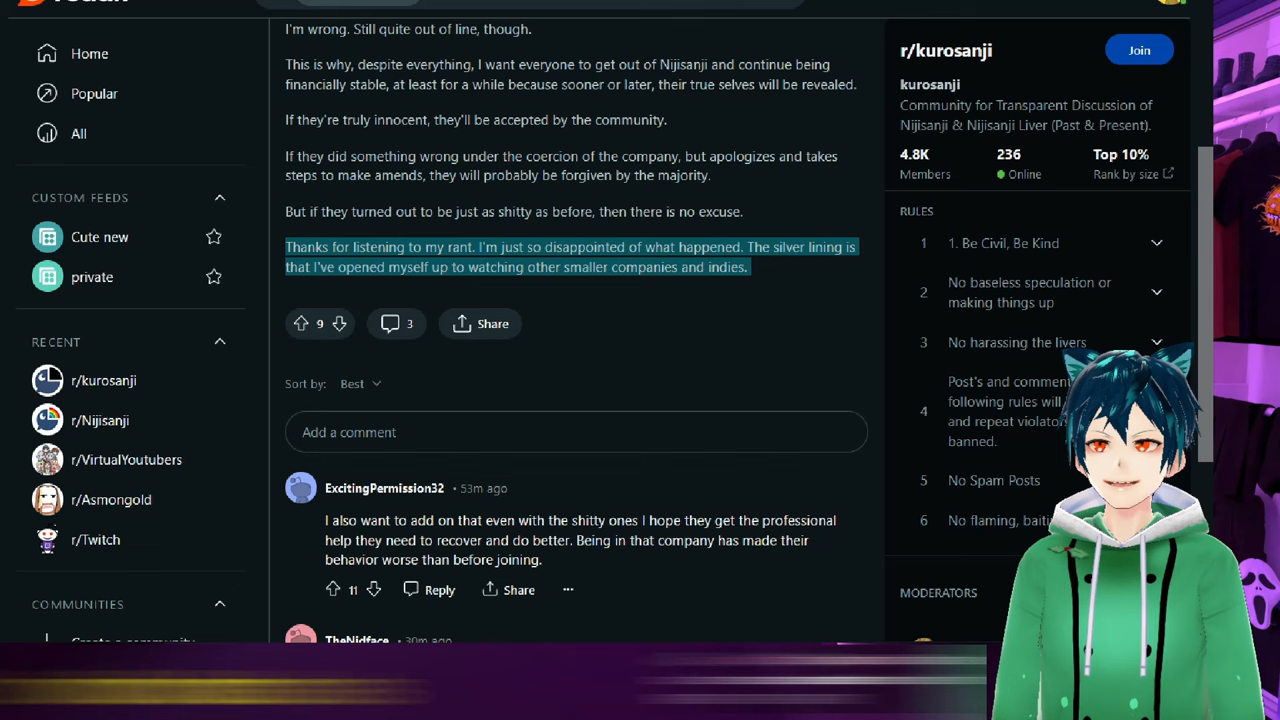 I'm wrong. Still quite out of line, though.
This is why, despite everything, I want everyone to get out of Nijisanji and continue being
financially stable, at least for a while because sooner or later, their true selves will be revealed.
If they're truly innocent, they'll be accepted by the community.
If they did something wrong under the coercion of the company, but apologizes and takes
steps to make amends, they will probably be forgiven by the majority.
But if they turned out to be just as shitty as before, then there is no excuse.
Thanks for listening to my rant. I'm just so disappointed of what happened. The silver lining is
that I've opened myself up to watching other smaller companies and indies.
9
3
Share
Sort by: Best
Add a comment
ExcitingPermission32 • 53m ago
I also want to add on that even with the shitty ones I hope they get the professional
help they need to recover and do better. Being in that company has made their
behavior worse than before joining.
11
Reply
Share
TheNidface • 30m ago
Home
Popular
All
CUSTOM FEEDS
Cute new
private
RECENT
r/kurosanji
r/Nijisanji
r/VirtualYoutubers
r/Asmongold
r/Twitch
COMMUNITIES
Create a community
r/kurosanji
Join
kurosanji
Community for Transparent Discussion of
Nijisanji & Nijisanji Liver (Past & Present).
4.8K
Members
236
Online
Top 10%
Rank by size
RULES
1 1. Be Civil, Be Kind
2 No baseless speculation or
making things up
3 No harassing the livers
4 Post's and comment
following rules will
and repeat violator
banned.
5 No Spam Posts
6 No flaming, baiti
MODERATORS